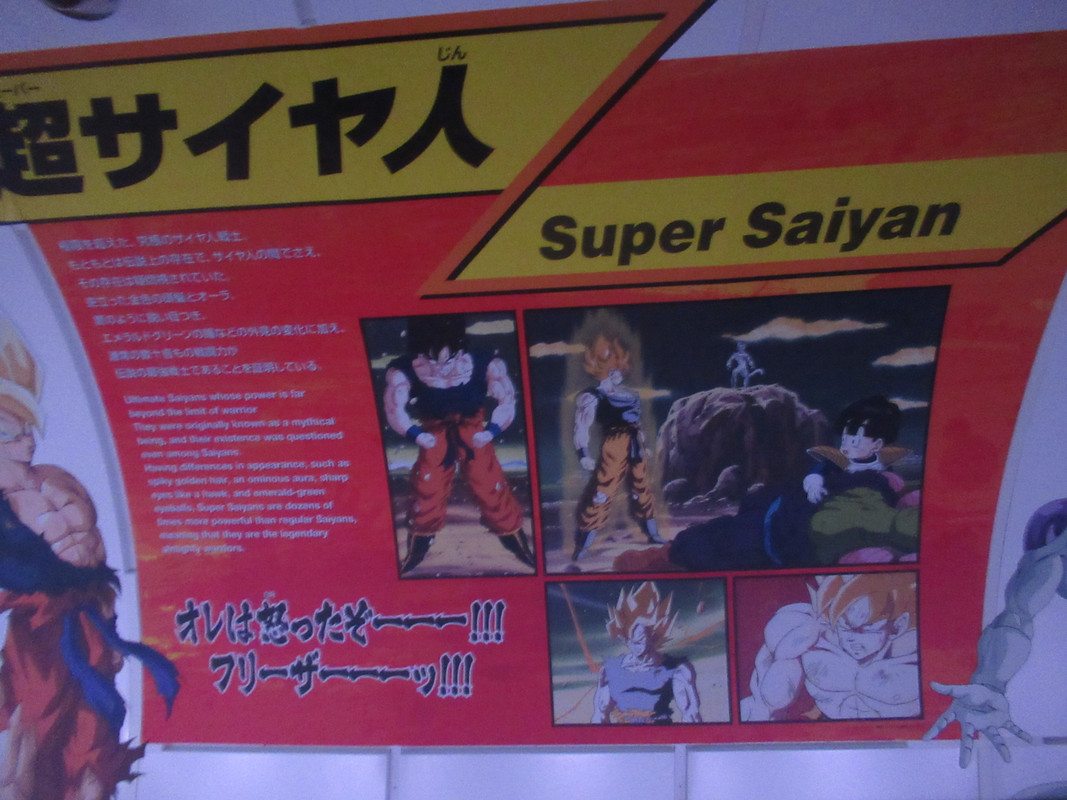 ーパー
じん
超サイヤ人
Super Saiyan
極限を超えた、究極のサイヤ人戦士。
もともとは伝説上の存在で、サイヤ人の間でさえ、
その存在は疑問視されていた。
逆立った金色の頭髪とオーラ、
鷹のように鋭い目つき、
エメラルドグリーンの瞳などの外見の変化に加え、
通常の数十倍もの戦闘力が
伝説の最強戦士であることを証明している。
Ultimate Saiyans whose power is far
beyond the limit of warrior
They were originally known as a mythical
being, and their existence was questioned
even among Saiyans.
Having differences in appearance, such as
spiky golden hair, an ominous aura, sharp
eyes like a hawk, and emerald-green
eyeballs, Super Saiyans are dozens of
times more powerful than regular Saiyans,
meaning that they are the legendary
almighty warriors.
オレは怒ったぞーーー!!!
フリーザーーーーッ!!!